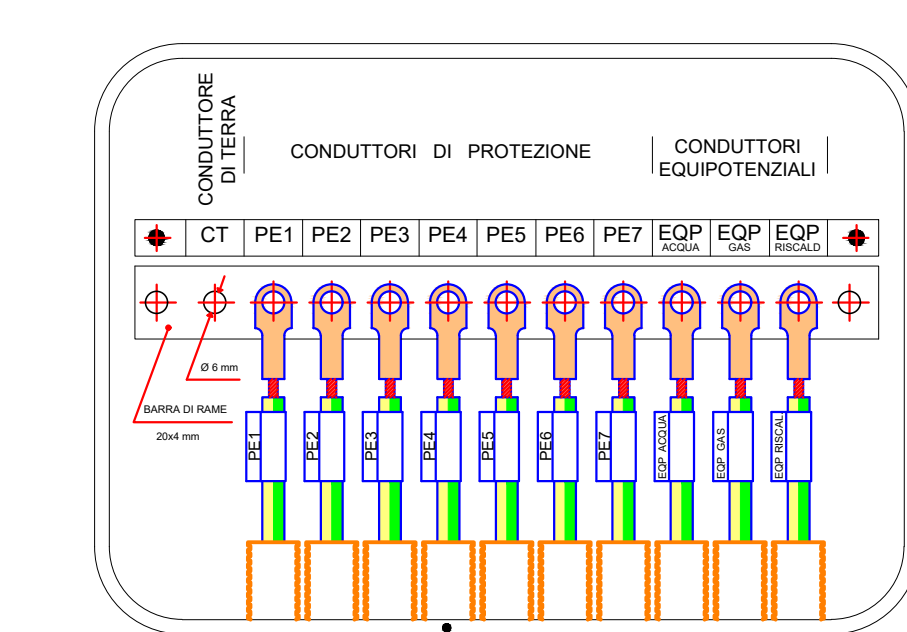 CONDUTTORE
DI TERRA
CONDUTTORI DI PROTEZIONE
CONDUTTORI
EQUIPOTENZIALI
CT PE1 PE2 PE3 PE4 PE5 PE6 PE7 EQP ACQUA EQP GAS EQP RISCALD
Ø 6 mm
BARRA DI RAME
20x4 mm
PE1 PE2 PE3 PE4 PE5 PE6 PE7 EQP ACQUA EQP GAS EQP RISCAL